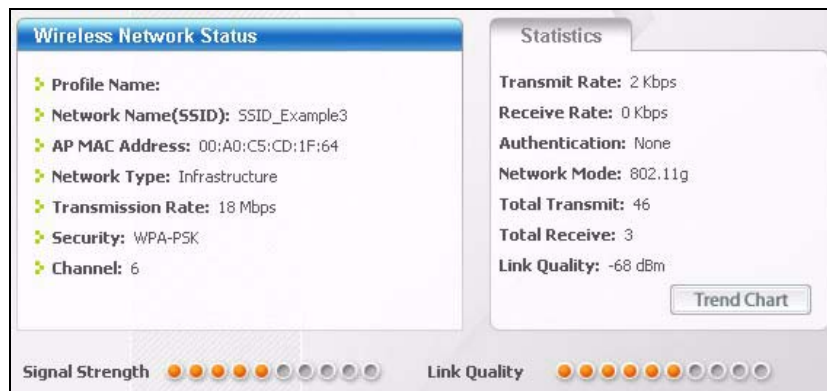 Wireless Network Status
Profile Name:
Network Name(SSID): SSID_Example3
AP MAC Address: 00:A0:C5:CD:1F:64
Network Type: Infrastructure
Transmission Rate: 18 Mbps
Security: WPA-PSK
Channel: 6
Statistics
Transmit Rate: 2 Kbps
Receive Rate: 0 Kbps
Authentication: None
Network Mode: 802.11g
Total Transmit: 46
Total Receive: 3
Link Quality: -68 dBm
Trend Chart
Signal Strength
Link Quality